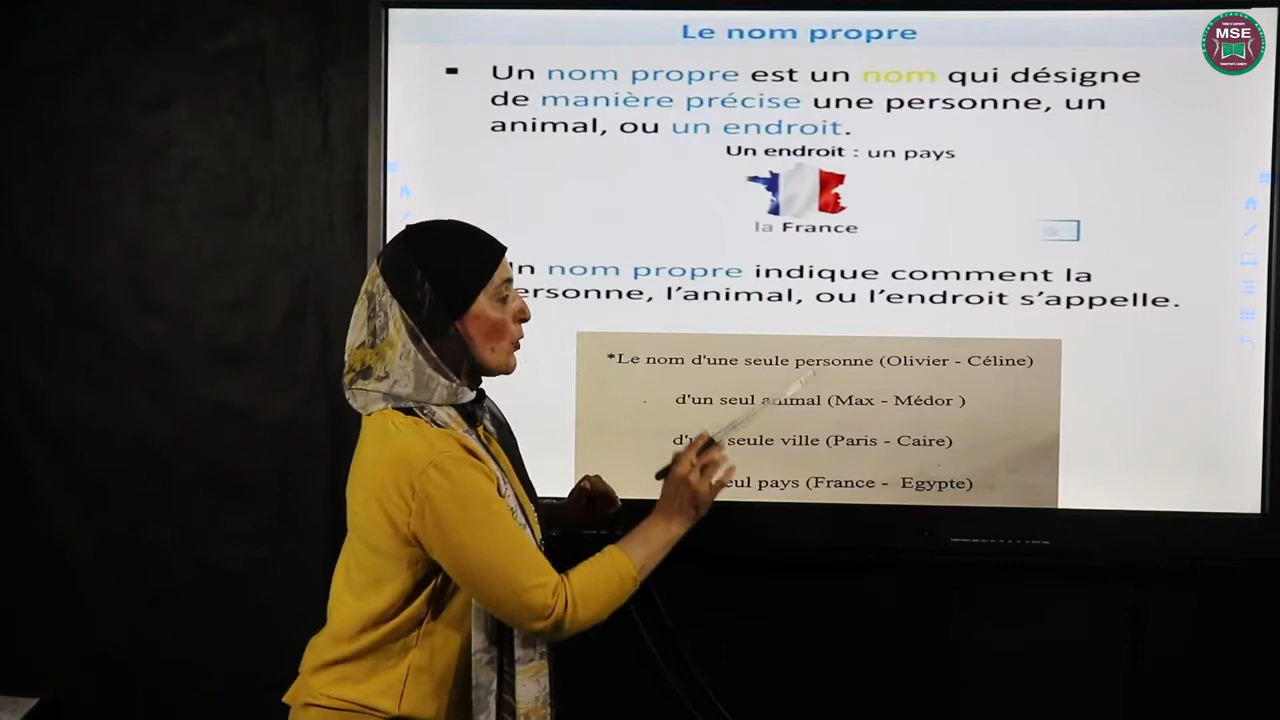 Le nom propre
MSE
Un nom propre est un nom qui désigne
de manière précise une personne, un
animal, ou un endroit.
Un endroit : un pays
la France
nom propre indique comment la
personne, l'animal, ou l'endroit s'appelle.
*Le nom d'une seule personne (Olivier - Céline)
d'un seul animal (Max - Médor )
seule ville (Paris - Caire)
pays (France - Egypte)